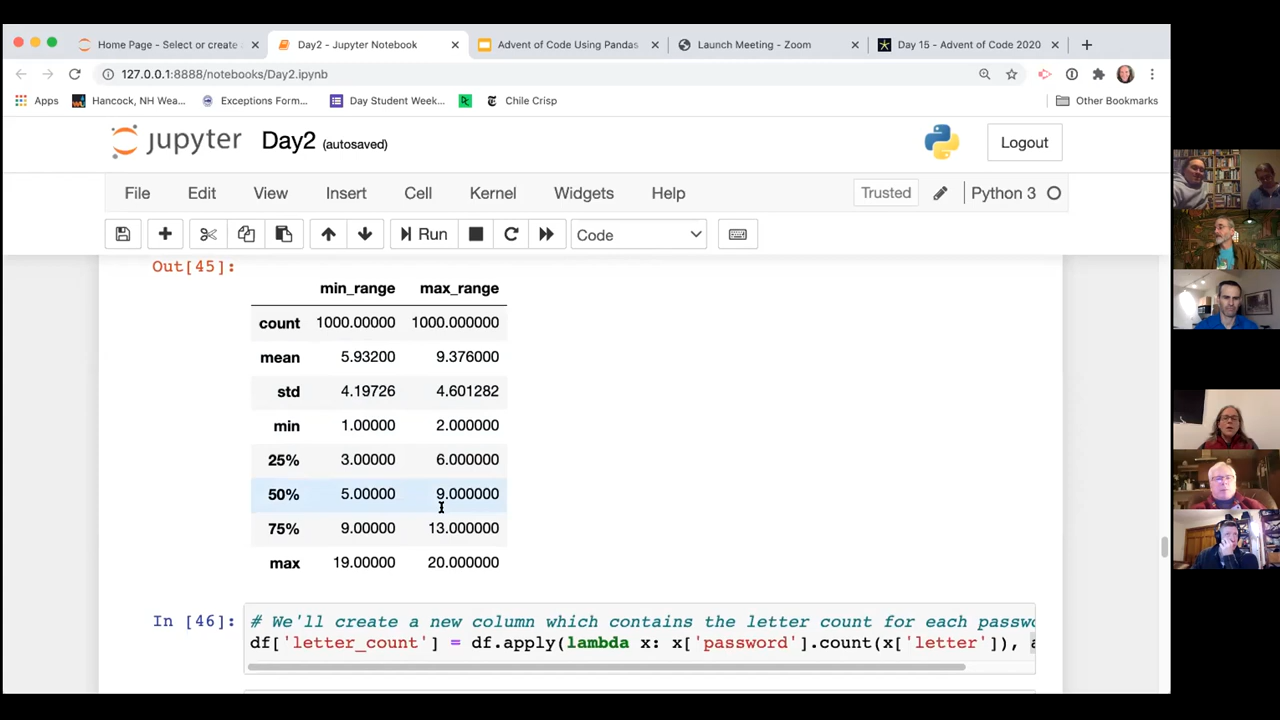 Home Page - Select or create
Day2 - Jupyter Notebook
Advent of Code Using Pandas
Launch Meeting - Zoom
Day 15 - Advent of Code 2020
127.0.0.1:8888/notebooks/Day2.ipynb
Apps
Hancock, NH Wea...
Exceptions Form...
Day Student Week...
Chile Crisp
Other Bookmarks
jupyter Day2 (autosaved)
Logout
File Edit View Insert Cell Kernel Widgets Help
Trusted
Python 3
Run
Code
Out[45]:
min_range max_range
count 1000.00000 1000.000000
mean 5.93200 9.376000
std 4.19726 4.601282
min 1.00000 2.000000
25% 3.00000 6.000000
50% 5.00000 9.000000
75% 9.00000 13.000000
max 19.00000 20.000000
In [46]: # We'll create a new column which contains the letter count for each passwo
df['letter_count'] = df.apply(lambda x: x['password'].count(x['letter']), a